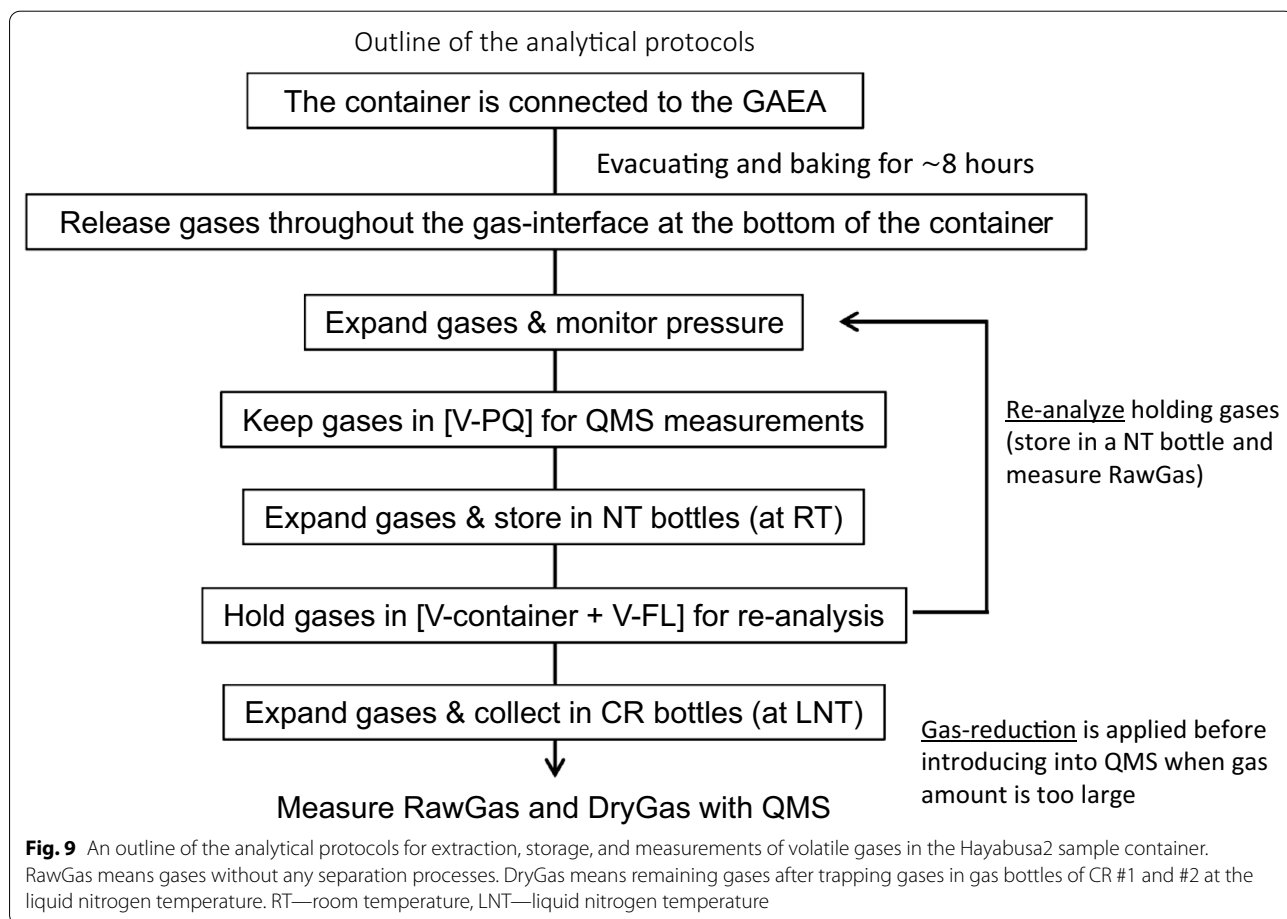 Outline of the analytical protocols
The container is connected to the GAEA
Evacuating and baking for ~8 hours
Release gases throughout the gas-interface at the bottom of the container
Expand gases & monitor pressure
Keep gases in [V-PQ] for QMS measurements
Re-analyze holding gases
(store in a NT bottle and
measure RawGas)
Expand gases & store in NT bottles (at RT)
Hold gases in [V-container + V-FL] for re-analysis
Expand gases & collect in CR bottles (at LNT)
Gas-reduction is applied before
introducing into QMS when gas
amount is too large
Measure RawGas and DryGas with QMS
Fig. 9 An outline of the analytical protocols for extraction, storage, and measurements of volatile gases in the Hayabusa2 sample container.
RawGas means gases without any separation processes. DryGas means remaining gases after trapping gases in gas bottles of CR #1 and #2 at the
liquid nitrogen temperature. RT—room temperature, LNT—liquid nitrogen temperature